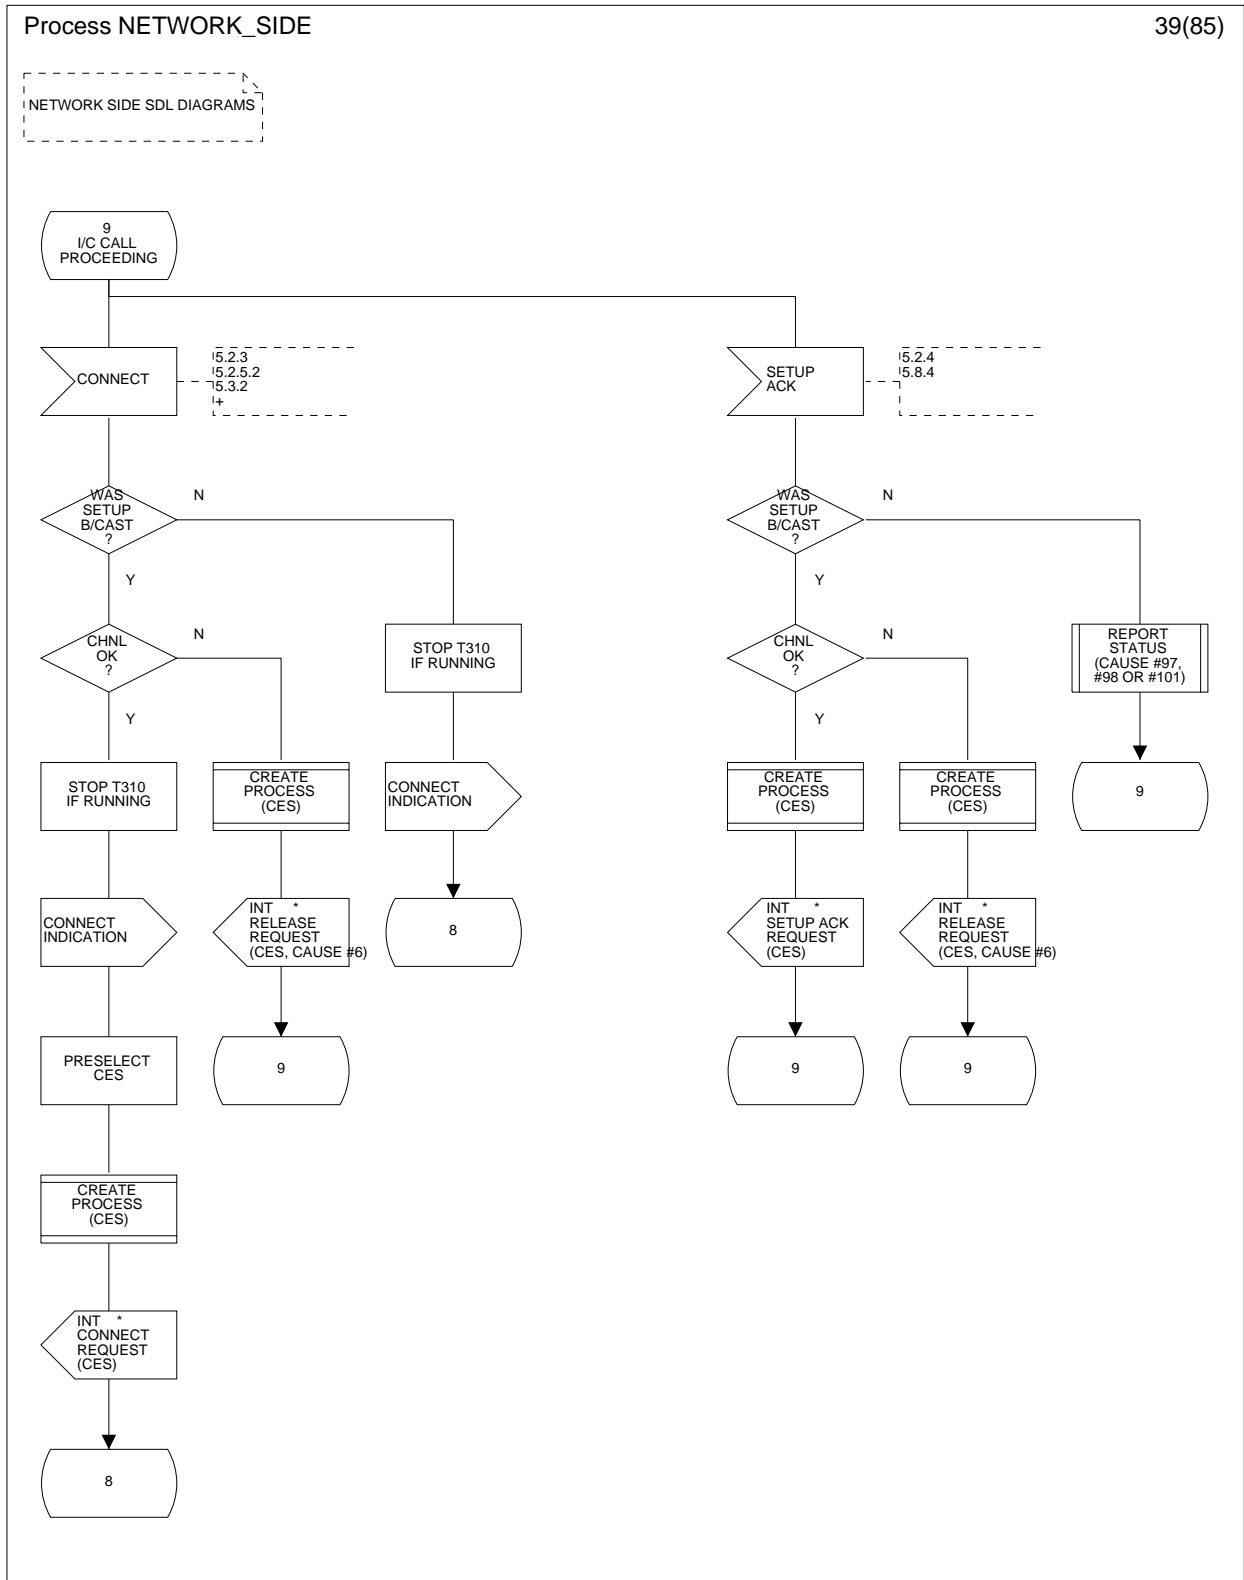 Process NETWORK_SIDE
39(85)
NETWORK SIDE SDL DIAGRAMS
9
I/C CALL
PROCEEDING
CONNECT
5.2.3
5.2.5.2
5.3.2
+
SETUP
ACK
5.2.4
5.8.4
WAS
SETUP
B/CAST
?
N
Y
WAS
SETUP
B/CAST
?
N
Y
CHNL
OK
?
N
Y
STOP T310
IF RUNNING
CHNL
OK
?
N
Y
REPORT
STATUS
(CAUSE #97,
#98 OR #101)
STOP T310
IF RUNNING
CREATE
PROCESS
(CES)
CONNECT
INDICATION
CREATE
PROCESS
(CES)
CREATE
PROCESS
(CES)
9
CONNECT
INDICATION
INT *
RELEASE
REQUEST
(CES, CAUSE #6)
8
INT *
SETUP ACK
REQUEST
(CES)
INT *
RELEASE
REQUEST
(CES, CAUSE #6)
PRESELECT
CES
9
9
9
CREATE
PROCESS
(CES)
INT *
CONNECT
REQUEST
(CES)
8